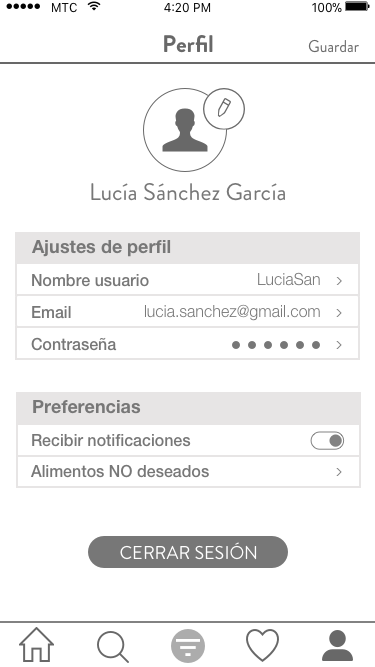 MTC 4:20 PM 100%
Perfil Guardar
Lucía Sánchez García
Ajustes de perfil
Nombre usuario LuciaSan >
Email lucia.sanchez@gmail.com >
Contraseña ● ● ● ● ● ● >
Preferencias
Recibir notificaciones
Alimentos NO deseados >
CERRAR SESIÓN